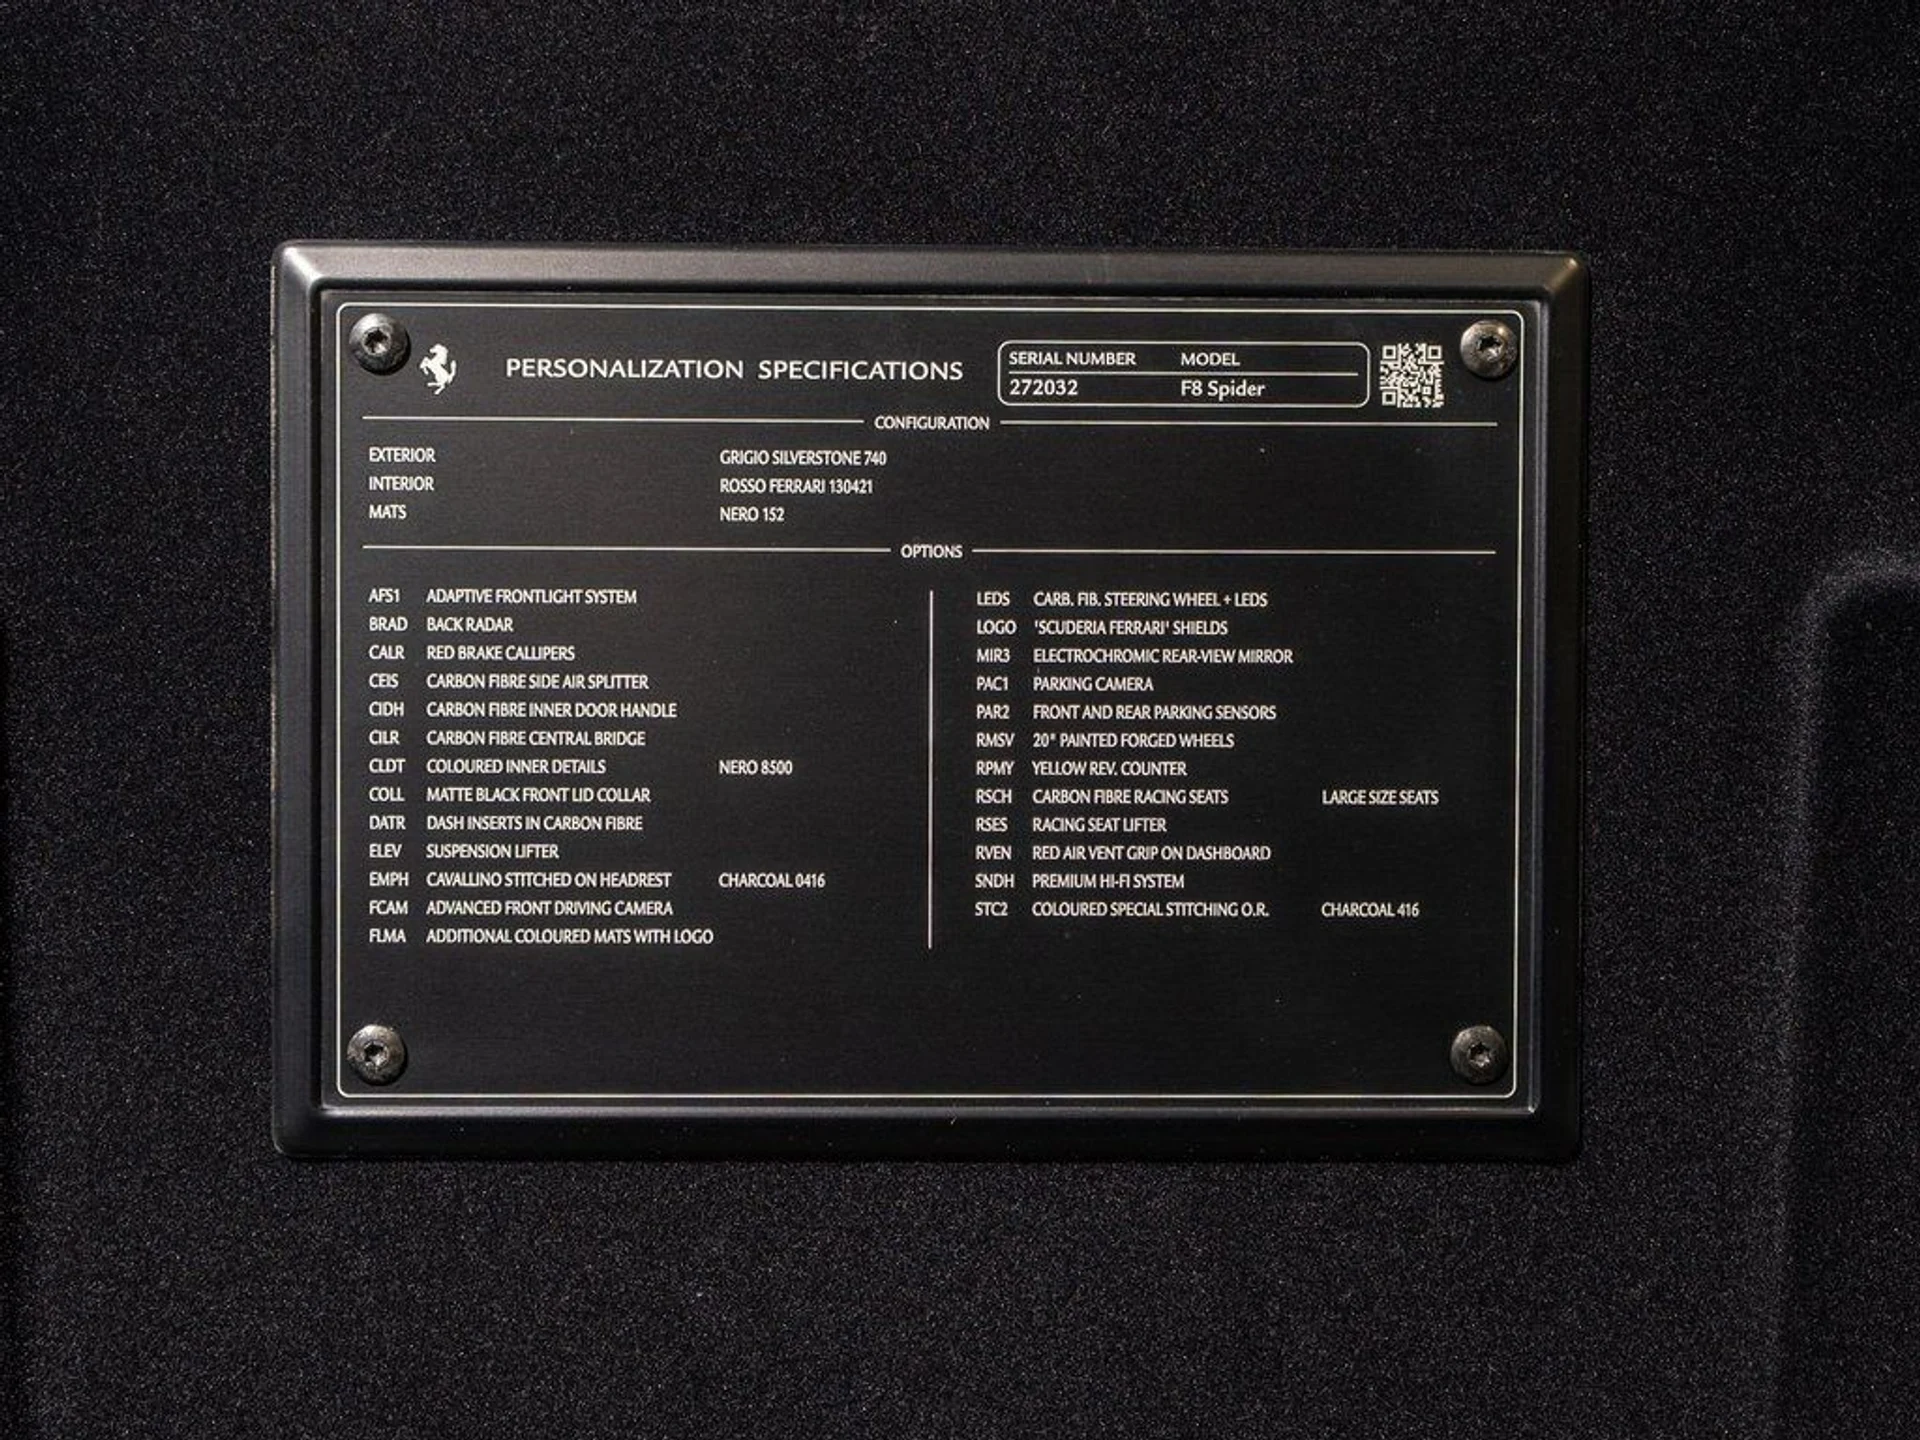 PERSONALIZATION SPECIFICATIONS
SERIAL NUMBER MODEL
272032 F8 Spider
CONFIGURATION
EXTERIOR GRIGIO SILVERSTONE 740
INTERIOR ROSSO FERRARI 130421
MATS NERO 152
OPTIONS
AFS1 ADAPTIVE FRONTLIGHT SYSTEM
BRAD BACK RADAR
CALR RED BRAKE CALLIPERS
CEIS CARBON FIBRE SIDE AIR SPLITTER
CIDH CARBON FIBRE INNER DOOR HANDLE
CILR CARBON FIBRE CENTRAL BRIDGE
CLDT COLOURED INNER DETAILS NERO 8500
COLL MATTE BLACK FRONT LID COLLAR
DATR DASH INSERTS IN CARBON FIBRE
ELEV SUSPENSION LIFTER
EMPH CAVALLINO STITCHED ON HEADREST CHARCOAL 0416
FCAM ADVANCED FRONT DRIVING CAMERA
FLMA ADDITIONAL COLOURED MATS WITH LOGO
LEDS CARB. FIB. STEERING WHEEL + LEDS
LOGO 'SCUDERIA FERRARI' SHIELDS
MIR3 ELECTROCHROMIC REAR-VIEW MIRROR
PAC1 PARKING CAMERA
PAR2 FRONT AND REAR PARKING SENSORS
RMSV 20" PAINTED FORGED WHEELS
RPMY YELLOW REV. COUNTER
RSCH CARBON FIBRE RACING SEATS LARGE SIZE SEATS
RSES RACING SEAT LIFTER
RVEN RED AIR VENT GRIP ON DASHBOARD
SNDH PREMIUM HI-FI SYSTEM
STC2 COLOURED SPECIAL STITCHING O.R. CHARCOAL 416